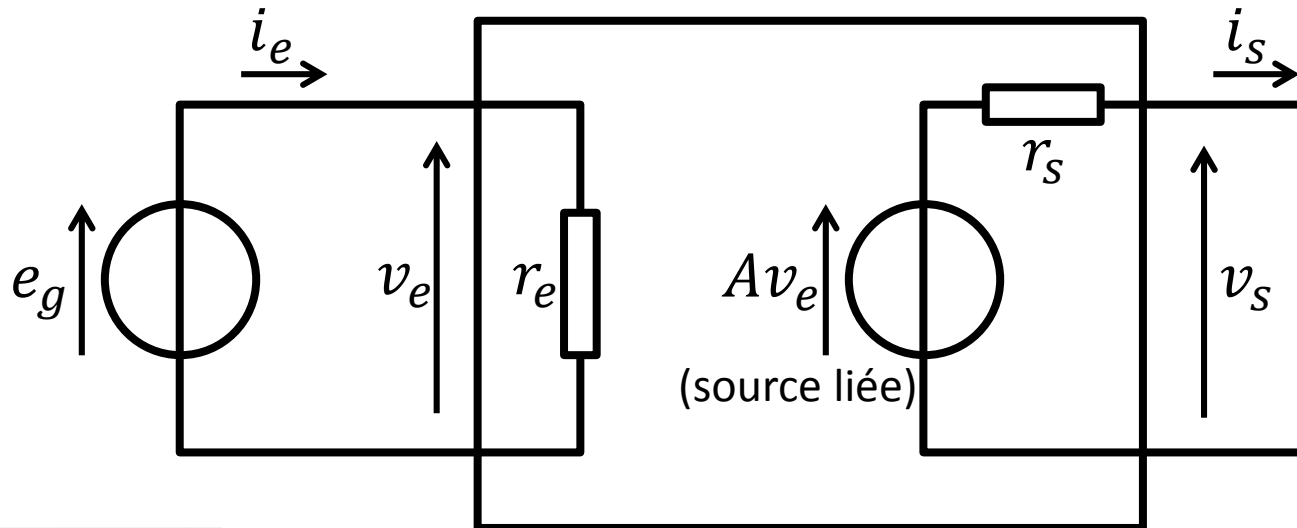 i_e
i_s
r_s
e_g
v_e
r_e
Av_e
v_s
(source liée)